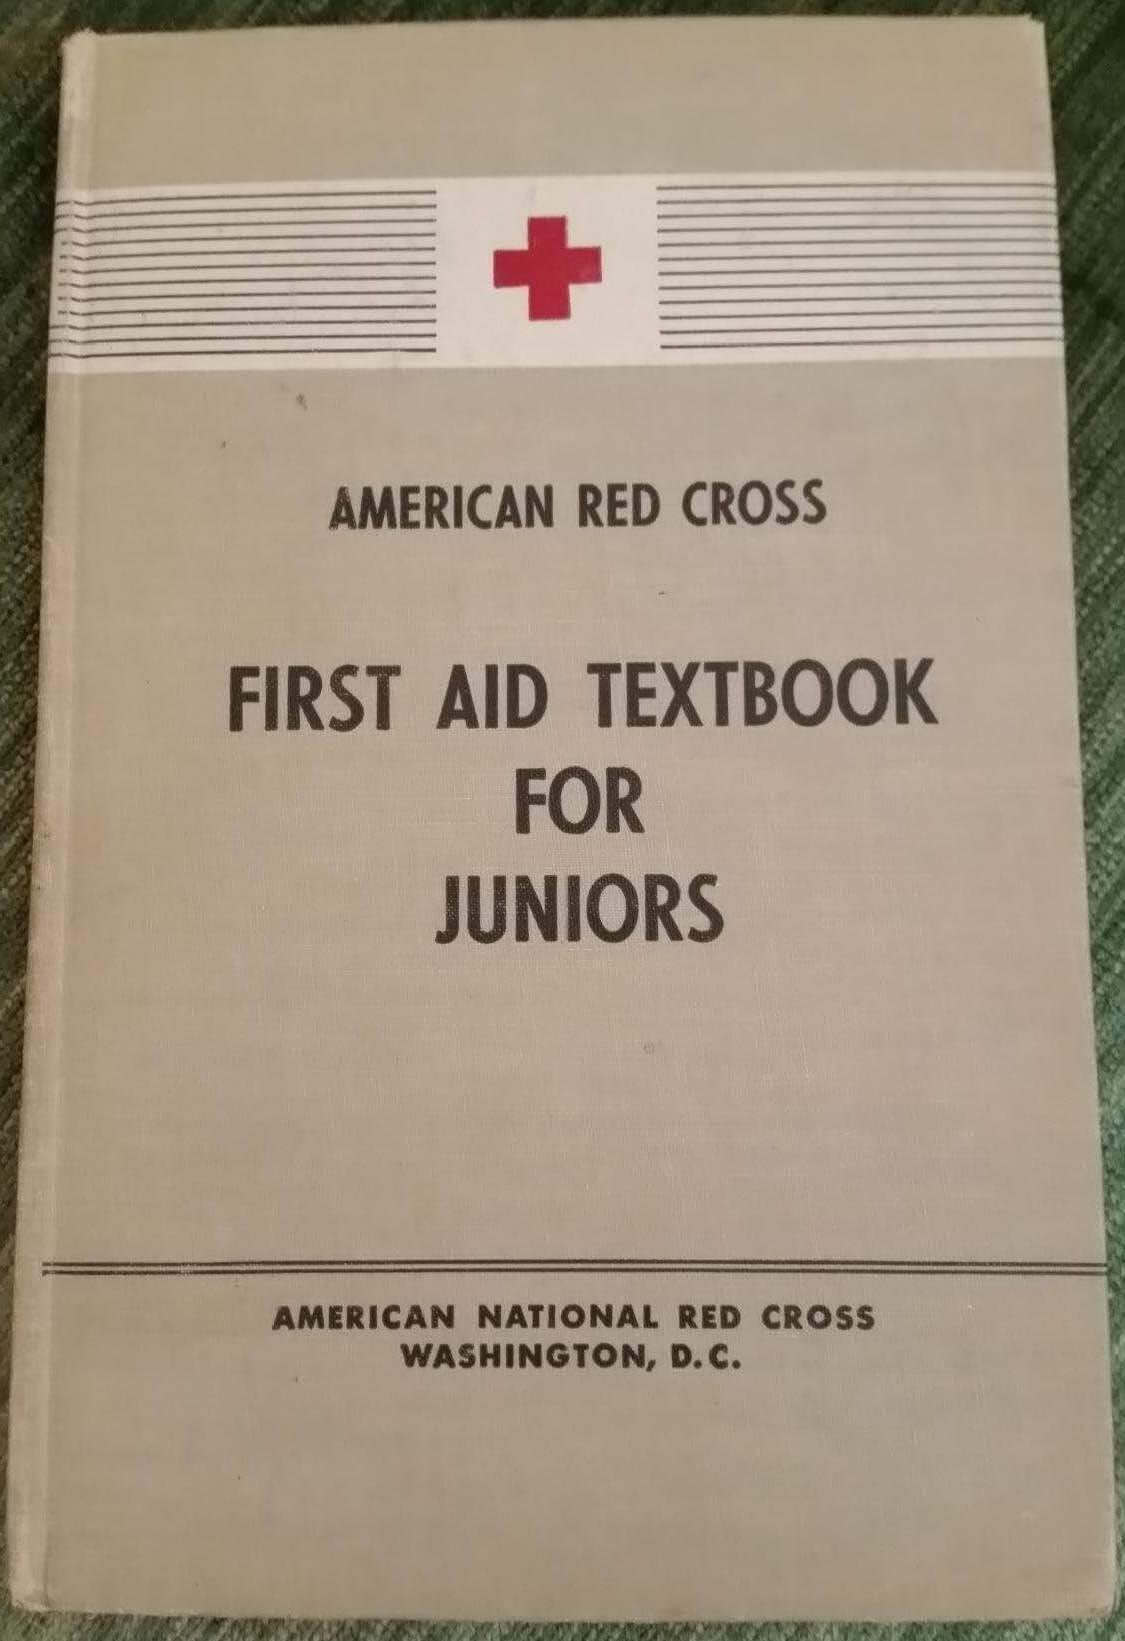 AMERICAN RED CROSS
FIRST AID TEXTBOOK
FOR
JUNIORS
AMERICAN NATIONAL RED CROSS
WASHINGTON, D.C.